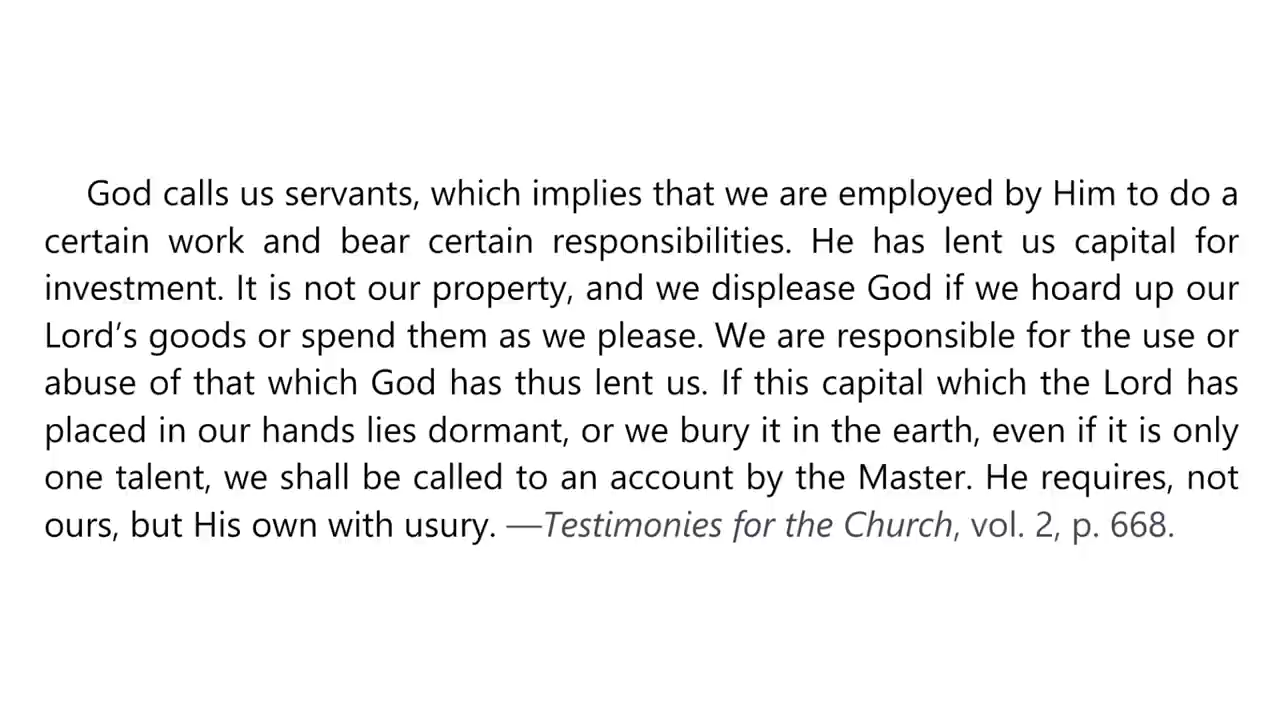 God calls us servants, which implies that we are employed by Him to do a
certain work and bear certain responsibilities. He has lent us capital for
investment. It is not our property, and we displease God if we hoard up our
Lord’s goods or spend them as we please. We are responsible for the use or
abuse of that which God has thus lent us. If this capital which the Lord has
placed in our hands lies dormant, or we bury it in the earth, even if it is only
one talent, we shall be called to an account by the Master. He requires, not
ours, but His own with usury. —Testimonies for the Church, vol. 2, p. 668.